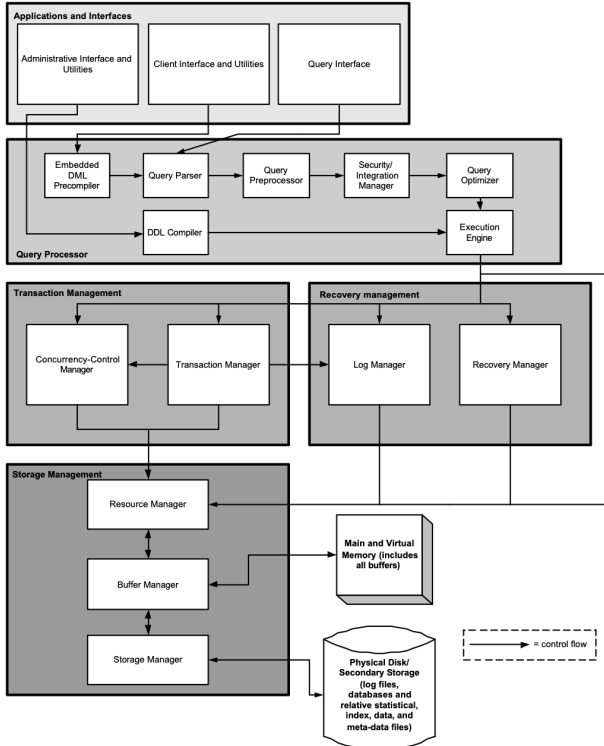 Applications and Interfaces
Administrative Interface and
Utilities
Client Interface and Utilities
Query Interface
Embedded
DML
Precompiler
Query Parser
Query
Preprocessor
Security/
Integration
Manager
Query
Optimizer
DDL Compiler
Execution
Engine
Query Processor
Transaction Management
Concurrency-Control
Manager
Transaction Manager
Recovery management
Log Manager
Recovery Manager
Storage Management
Resource Manager
Buffer Manager
Storage Manager
Main and Virtual
Memory (includes
all buffers)
Physical Disk/
Secondary Storage
(log files,
databases and
relative statistical,
index, data, and
meta-data files)
= control flow